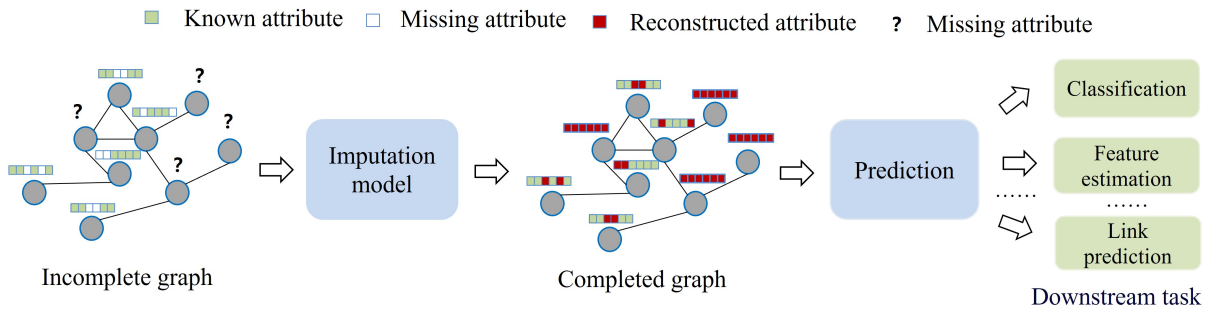 Known attribute
Missing attribute
Reconstructed attribute
? Missing attribute
?
?
?
?
Imputation
model
Prediction
Classification
Feature
estimation
......
......
Link
prediction
Incomplete graph
Completed graph
Downstream task